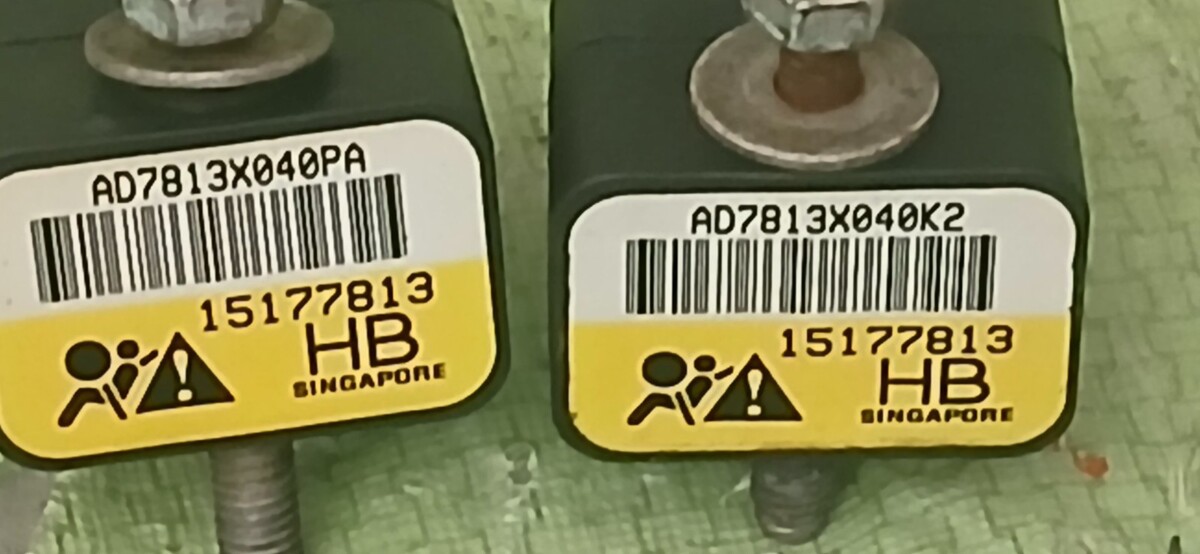 AD7813X040PA
15177813
HB
SINGAPORE
AD7813X040K2
15177813
HB
SINGAPORE